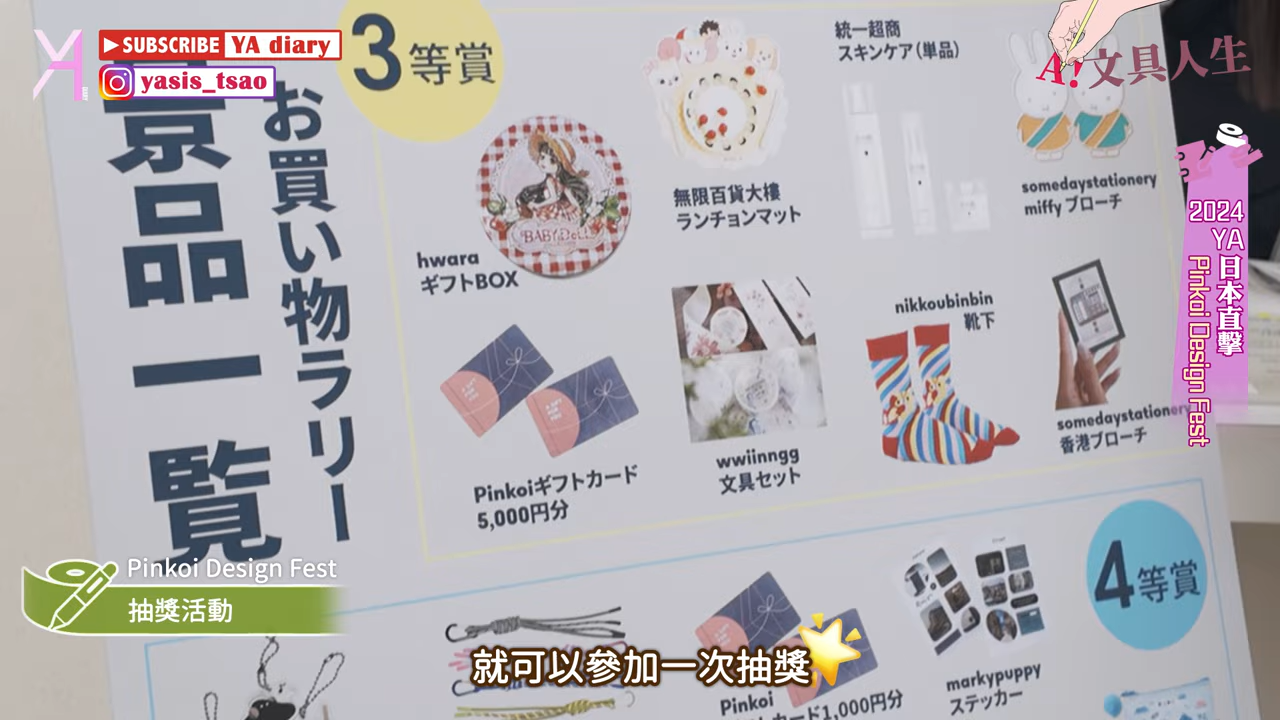 YA
SUBSCRIBE YA diary
yasis_tsao
A!文具人生
2024
YA日本直擊
Pinkoi Design Fest
お買い物ラリー
景品一覧
3等賞
hwara
ギフトBOX
BABY DOLL
無限百貨大樓
ランチョンマット
統一超商
スキンケア(単品)
somedaystationery
miffy ブローチ
Pinkoiギフトカード
5,000円分
wwiinngg
文具セット
nikkoubinbin
靴下
somedaystationery
香港ブローチ
4等賞
Pinkoi
トカード1,000円分
markypuppy
ステッカー
Pinkoi Design Fest
抽獎活動
就可以參加一次抽獎